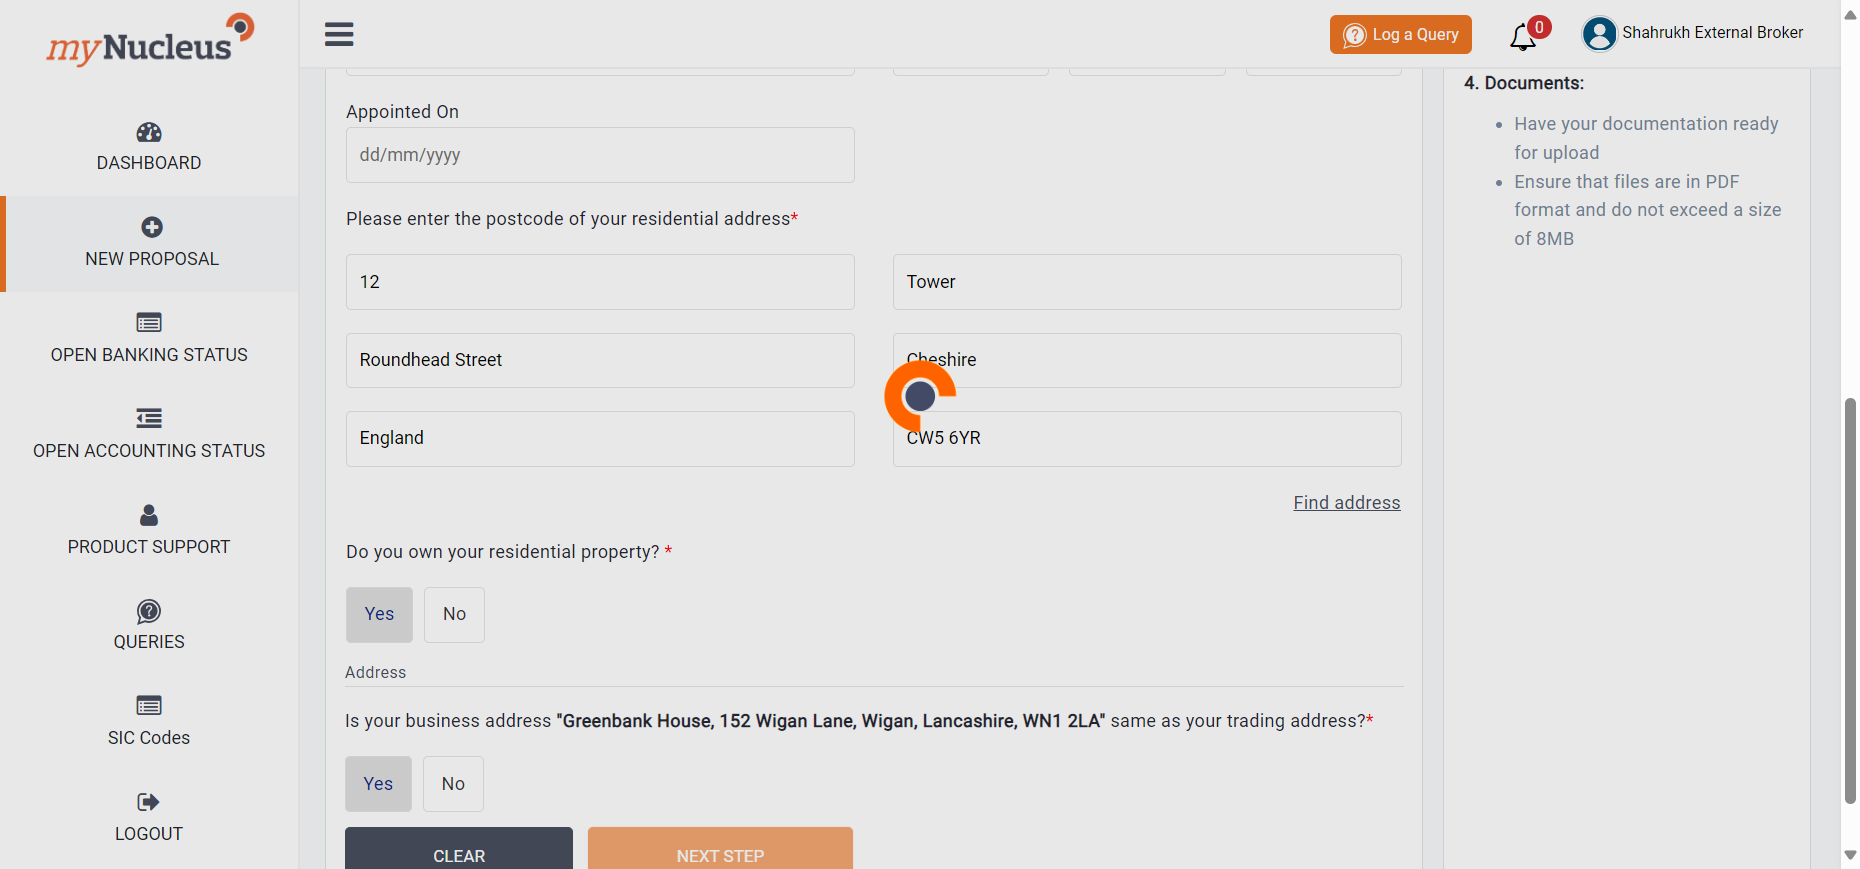 myNucleus
Log a Query
0
Shahrukh External Broker
DASHBOARD
NEW PROPOSAL
OPEN BANKING STATUS
OPEN ACCOUNTING STATUS
PRODUCT SUPPORT
QUERIES
SIC Codes
LOGOUT
Appointed On
dd/mm/yyyy
Please enter the postcode of your residential address*
12
Tower
Roundhead Street
Cheshire
England
CW5 6YR
Find address
Do you own your residential property? *
Yes
No
Address
Is your business address "Greenbank House, 152 Wigan Lane, Wigan, Lancashire, WN1 2LA" same as your trading address?*
Yes
No
CLEAR
NEXT STEP
4. Documents:
• Have your documentation ready
for upload
• Ensure that files are in PDF
format and do not exceed a size
of 8MB